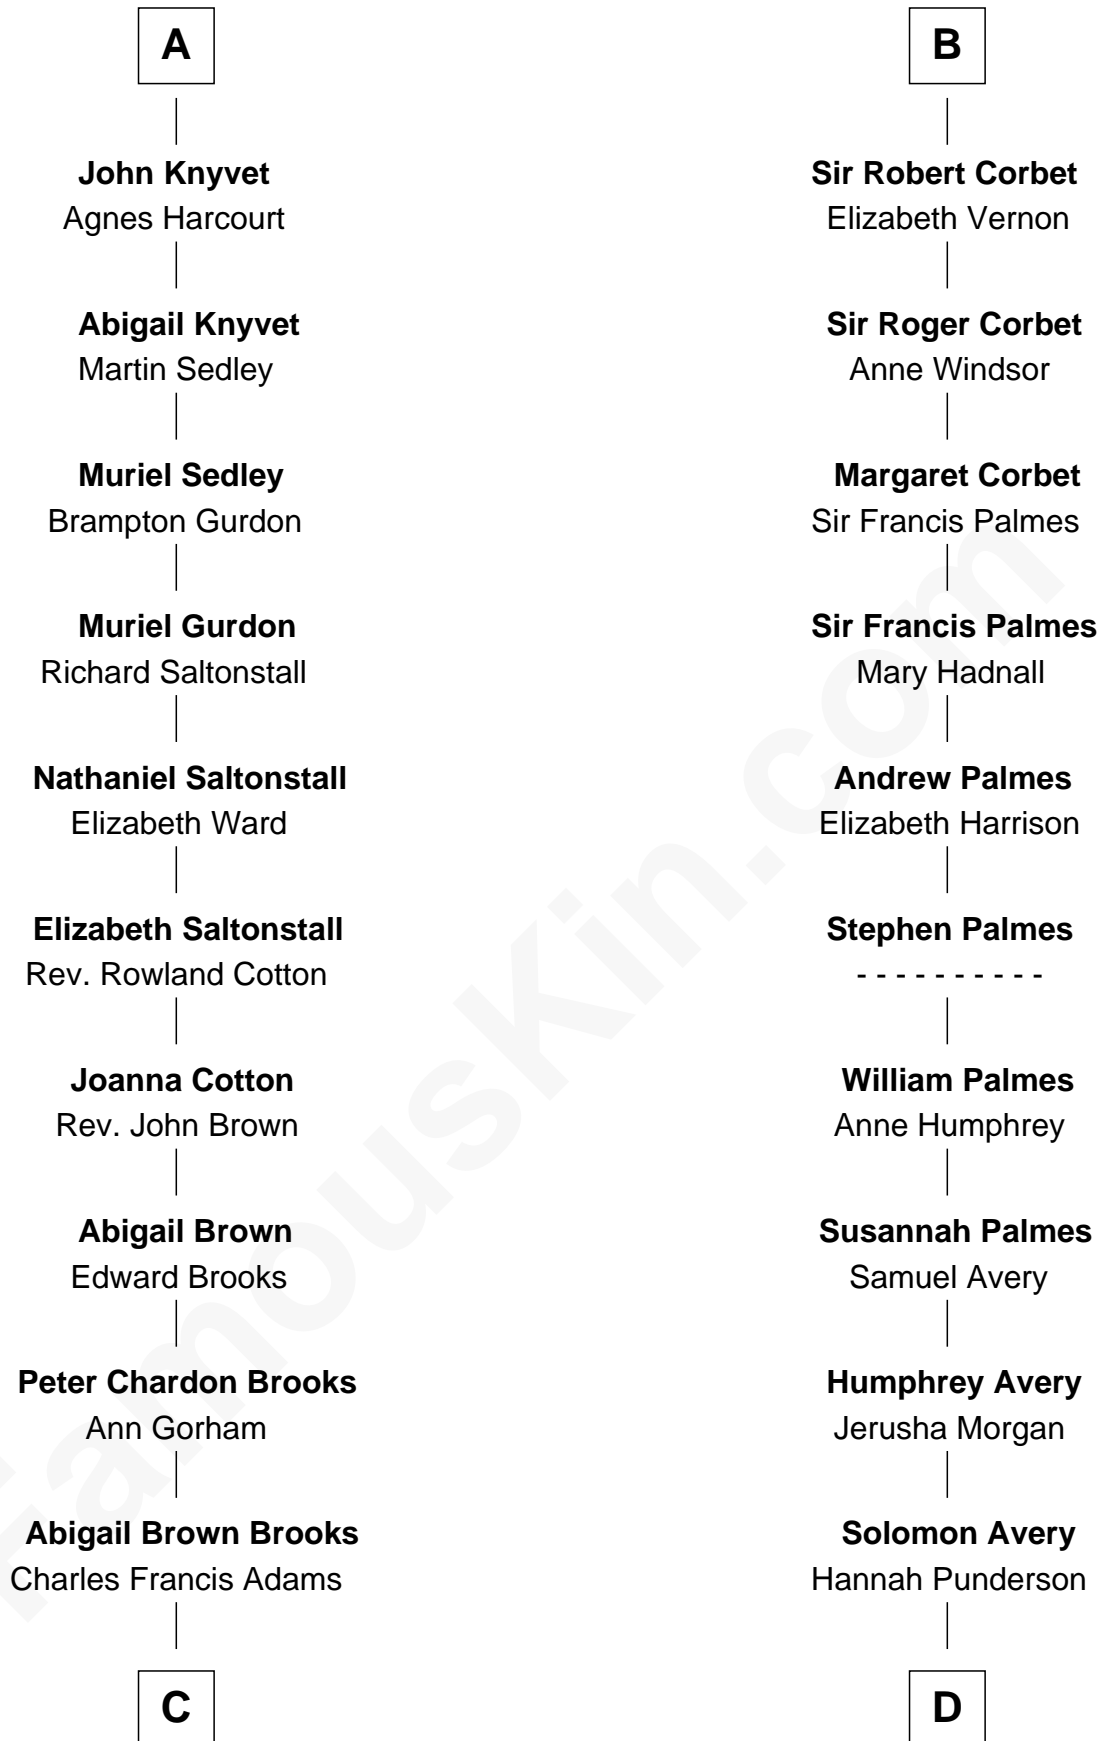 A
John Knyvet
Agnes Harcourt
Abigail Knyvet
Martin Sedley
Muriel Sedley
Brampton Gurdon
Muriel Gurdon
Richard Saltonstall
Nathaniel Saltonstall
Elizabeth Ward
Elizabeth Saltonstall
Rev. Rowland Cotton
Joanna Cotton
Rev. John Brown
Abigail Brown
Edward Brooks
Peter Chardon Brooks
Ann Gorham
Abigail Brown Brooks
Charles Francis Adams
C
B
Sir Robert Corbet
Elizabeth Vernon
Sir Roger Corbet
Anne Windsor
Margaret Corbet
Sir Francis Palmes
Sir Francis Palmes
Mary Hadnall
Andrew Palmes
Elizabeth Harrison
Stephen Palmes
- - - - - - - - - -
William Palmes
Anne Humphrey
Susannah Palmes
Samuel Avery
Humphrey Avery
Jerusha Morgan
Solomon Avery
Hannah Punderson
D
FamousKin.com